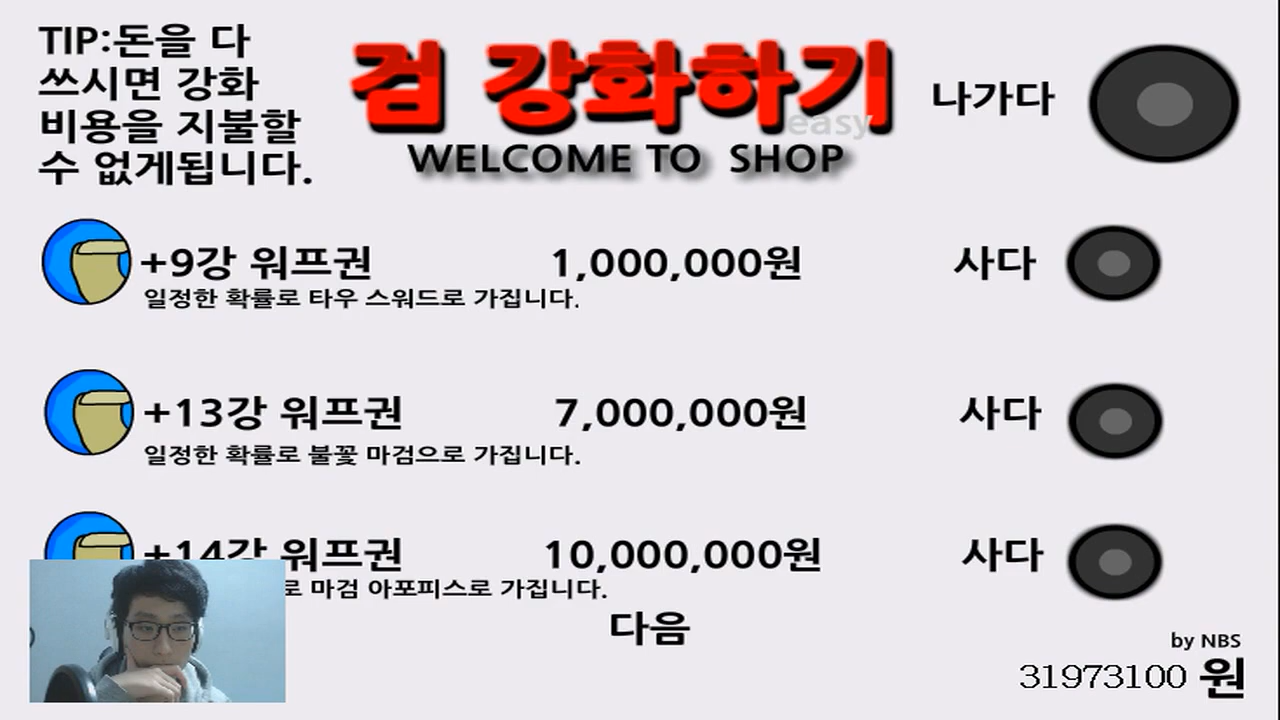 TIP:돈을 다
쓰시면 강화
비용을 지불할
수 없게됩니다.
검 강화하기
easy
WELCOME TO SHOP
나가다
+9강 워프권 1,000,000원 사다
일정한 확률로 타우 스워드로 가집니다.
+13강 워프권 7,000,000원 사다
일정한 확률로 불꽃 마검으로 가집니다.
+14강 워프권 10,000,000원 사다
로 마검 아포피스로 가집니다.
다음
by NBS
31973100 원